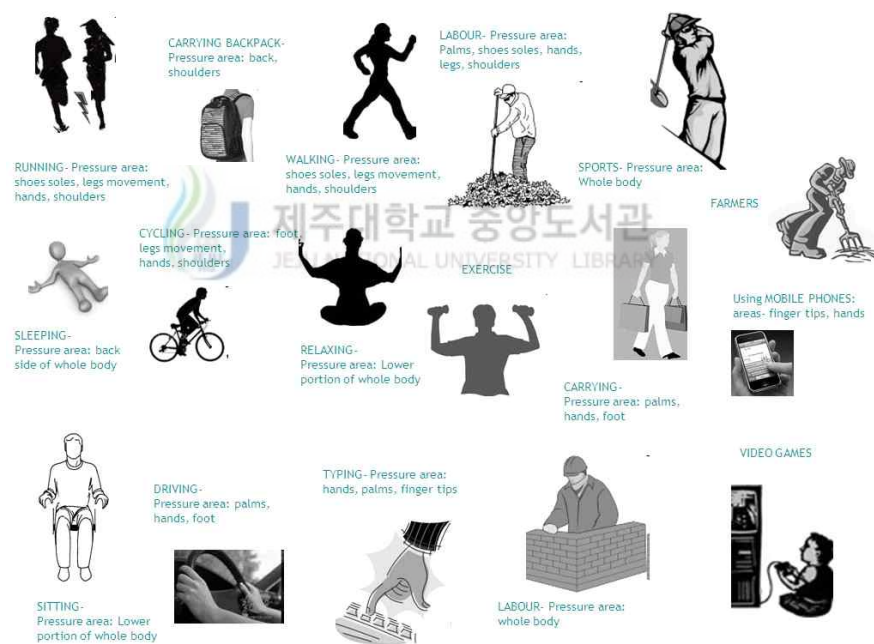 CARRYING BACKPACK-
Pressure area: back,
shoulders
LABOUR- Pressure area:
Palms, shoes soles, hands,
legs, shoulders
RUNNING- Pressure area:
shoes soles, legs movement,
hands, shoulders
WALKING- Pressure area:
shoes soles, legs movement,
hands, shoulders
SPORTS- Pressure area:
Whole body
FARMERS
제주대학교 중앙도서관
JEJU NATIONAL UNIVERSITY LIBRARY
CYCLING- Pressure area: foot,
legs movement,
hands, shoulders
EXERCISE
Using MOBILE PHONES:
areas- finger tips, hands
SLEEPING-
Pressure area: back
side of whole body
RELAXING-
Pressure area: Lower
portion of whole body
CARRYING-
Pressure area: palms,
hands, foot
VIDEO GAMES
DRIVING-
Pressure area: palms,
hands, foot
TYPING- Pressure area:
hands, palms, finger tips
SITTING-
Pressure area: Lower
portion of whole body
LABOUR- Pressure area:
whole body